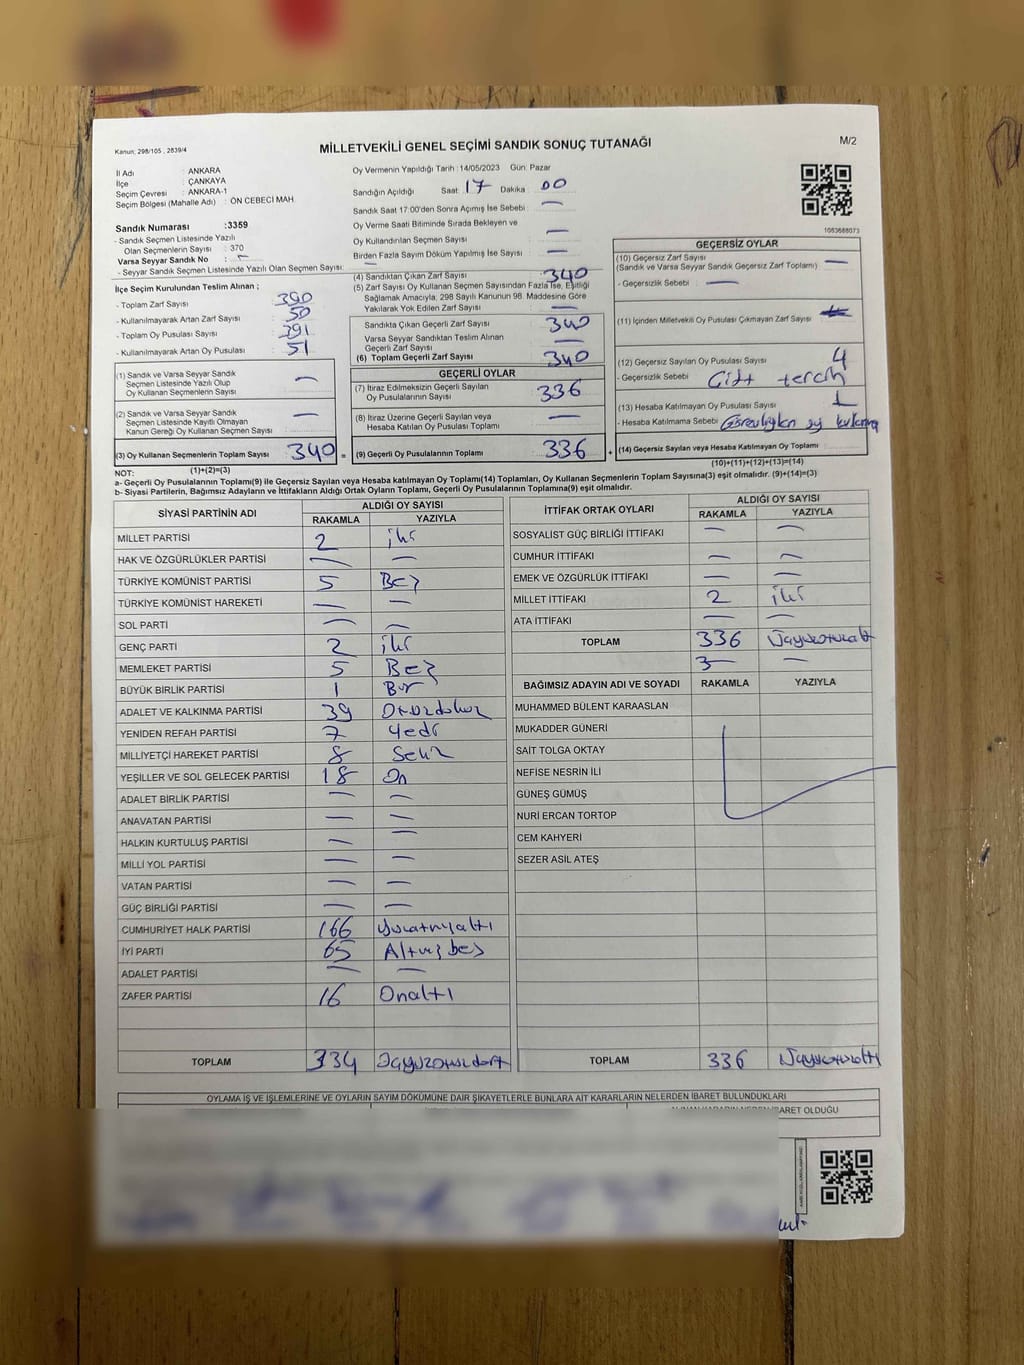 Kanun; 298/105 , 2839/4
MİLLETVEKİLİ GENEL SEÇİMİ SANDIK SONUÇ TUTANAĞI
M/2
İl Adı : ANKARA
İlçe : ÇANKAYA
Seçim Çevresi : ANKARA-1
Seçim Bölgesi (Mahalle Adı) : ÖN CEBECİ MAH.
Sandık Numarası :3359
- Sandık Seçmen Listesinde Yazılı
Olan Seçmenlerin Sayısı : 370
Varsa Seyyar Sandık No : -
- Seyyar Sandık Seçmen Listesinde Yazılı Olan Seçmen Sayısı: —
İlçe Seçim Kurulundan Teslim Alınan ;
- Toplam Zarf Sayısı 390
- Kullanılmayarak Artan Zarf Sayısı : 50
- Toplam Oy Pusulası Sayısı : 391
- Kullanılmayarak Artan Oy Pusulası : 51
(1) Sandık ve Varsa Seyyar Sandık
Seçmen Listesinde Yazılı Olup
Oy Kullanan Seçmenlerin Sayısı —
(2) Sandık ve Varsa Seyyar Sandık
Seçmen Listesinde Kayıtlı Olmayan
Kanun Gereği Oy Kullanan Seçmen Sayısı —
(3) Oy Kullanan Seçmenlerin Toplam Sayısı 340 =
(1)+(2)=(3)
Oy Vermenin Yapıldığı Tarih :14/05/2023 Gün: Pazar
Sandığın Açıldığı Saat: 17 Dakika 00
Sandık Saat 17:00'den Sonra Açımış İse Sebebi : —
Oy Verme Saati Bitiminde Sırada Bekleyen ve
Oy Kullandırılan Seçmen Sayısı —
Birden Fazla Sayım Döküm Yapılmış İse Sayısı —
(4) Sandıktan Çıkan Zarf Sayısı 340
(5) Zarf Sayısı Oy Kullanan Seçmen Sayısından Fazla İse, Eşitliği
Sağlamak Amacıyla, 298 Sayılı Kanunun 98. Maddesine Göre
Yakılarak Yok Edilen Zarf Sayısı —
Sandıkta Çıkan Geçerli Zarf Sayısı 340
Varsa Seyyar Sandıktan Teslim Alınan
Geçerli Zarf Sayısı —
(6) Toplam Geçerli Zarf Sayısı 340
GEÇERLİ OYLAR
(7) İtiraz Edilmeksizin Geçerli Sayılan
Oy Pusulalarının Sayısı 336
(8) İtiraz Üzerine Geçerli Sayılan veya
Hesaba Katılan Oy Pusulaları Toplamı —
(9) Geçerli Oy Pusulalarının Toplamı 336 +
1083688073
GEÇERSİZ OYLAR
(10) Geçersiz Zarf Sayısı
(Sandık ve Varsa Seyyar Sandık Geçersiz Zarf Toplamı) —
- Geçersizlik Sebebi : —
(11) İçinden Milletvekili Oy Pusulası Çıkmayan Zarf Sayısı
(12) Geçersiz Sayılan Oy Pusulası Sayısı 4
- Geçersizlik Sebebi Çift tercih
(13) Hesaba Katılmayan Oy Pusulası Sayısı 1
- Hesaba Katılmama Sebebi oy
(14) Geçersiz Sayılan veya Hesaba Katılmayan Oy Toplamı
(10)+(11)+(12)+(13)=(14)
NOT:
a- Geçerli Oy Pusulası Toplamı(9) ile Geçersiz Sayılan veya Hesaba katılmayan Oy Toplamı(14) Toplamları, Oy Kullanan Seçmenlerin Toplam Sayısına(3) eşit olmalıdır. (9)+(14)=(3)
b- Siyasi Partilerin, Bağımsız Adayların ve İttifakların Aldığı Ortak Oyların Toplamı, Geçerli Oy Pusulalarının Toplamına(9) eşit olmalıdır.
SİYASİ PARTİNİN ADI ALDIĞI OY SAYISI
RAKAMLA YAZIYLA
MİLLET PARTİSİ 2 iki
HAK VE ÖZGÜRLÜKLER PARTİSİ — —
TÜRKİYE KOMÜNİST PARTİSİ 5 Beş
TÜRKİYE KOMÜNİST HAREKETİ — —
SOL PARTİ — —
GENÇ PARTİ 2 iki
MEMLEKET PARTİSİ 5 Beş
BÜYÜK BİRLİK PARTİSİ 1 Bir
ADALET VE KALKINMA PARTİSİ 39 Otuzdokuz
YENİDEN REFAH PARTİSİ 7 Yedi
MİLLİYETÇİ HAREKET PARTİSİ 8 Sekiz
YEŞİLLER VE SOL GELECEK PARTİSİ 18 On
ADALET BİRLİK PARTİSİ — —
ANAVATAN PARTİSİ — —
HALKIN KURTULUŞ PARTİSİ — —
MİLLİ YOL PARTİSİ — —
VATAN PARTİSİ — —
GÜÇ BİRLİĞİ PARTİSİ — —
CUMHURİYET HALK PARTİSİ 166 Yüzatmışaltı
İYİ PARTİ 65 Altmışbeş
ADALET PARTİSİ — —
ZAFER PARTİSİ 16 Onaltı
TOPLAM 334 Üçyüzotuzdört
İTTİFAK ORTAK OYLARI ALDIĞI OY SAYISI
RAKAMLA YAZIYLA
SOSYALİST GÜÇ BİRLİĞİ İTTİFAKI — —
CUMHUR İTTİFAKI — —
EMEK VE ÖZGÜRLÜK İTTİFAKI — —
MİLLET İTTİFAKI 2 iki
ATA İTTİFAKI — —
TOPLAM 336 Üçyüzotuzaltı
3 —
BAĞIMSIZ ADAYIN ADI VE SOYADI RAKAMLA YAZIYLA
MUHAMMED BÜLENT KARAASLAN
MUKADDER GÜNERİ
SAİT TOLGA OKTAY
NEFİSE NESRİN İLİ
GÜNEŞ GÜMÜŞ
NURİ ERCAN TORTOP
CEM KAHYERİ
SEZER ASİL ATEŞ
TOPLAM 336 Üçyüzotuzaltı
OYLAMA İŞ VE İŞLEMLERİNE VE OYLARIN SAYIM DÖKÜMÜNE DAİR ŞİKAYETLERLE BUNLARA AİT KARARLARIN NELERDEN İBARET BULUNDUKLARI
OLDUĞU